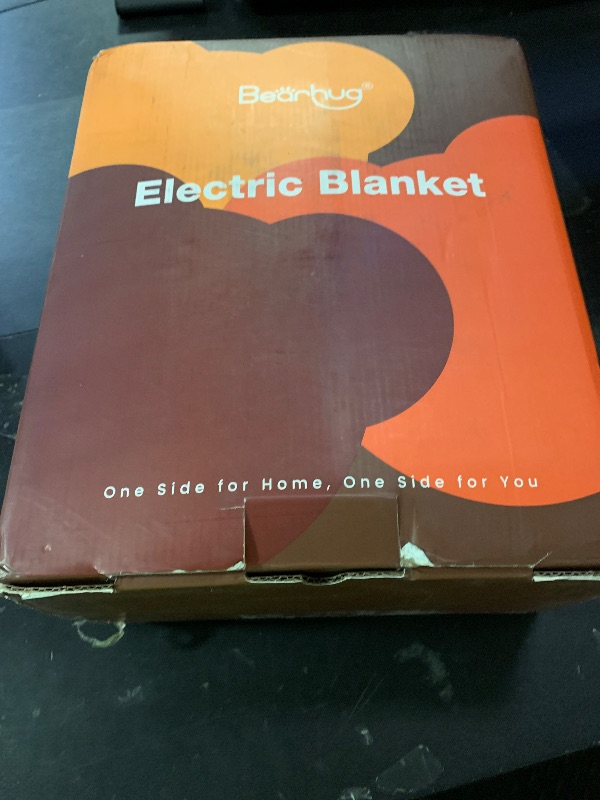 Bearhug®
Electric Blanket
One Side for Home, One Side for You